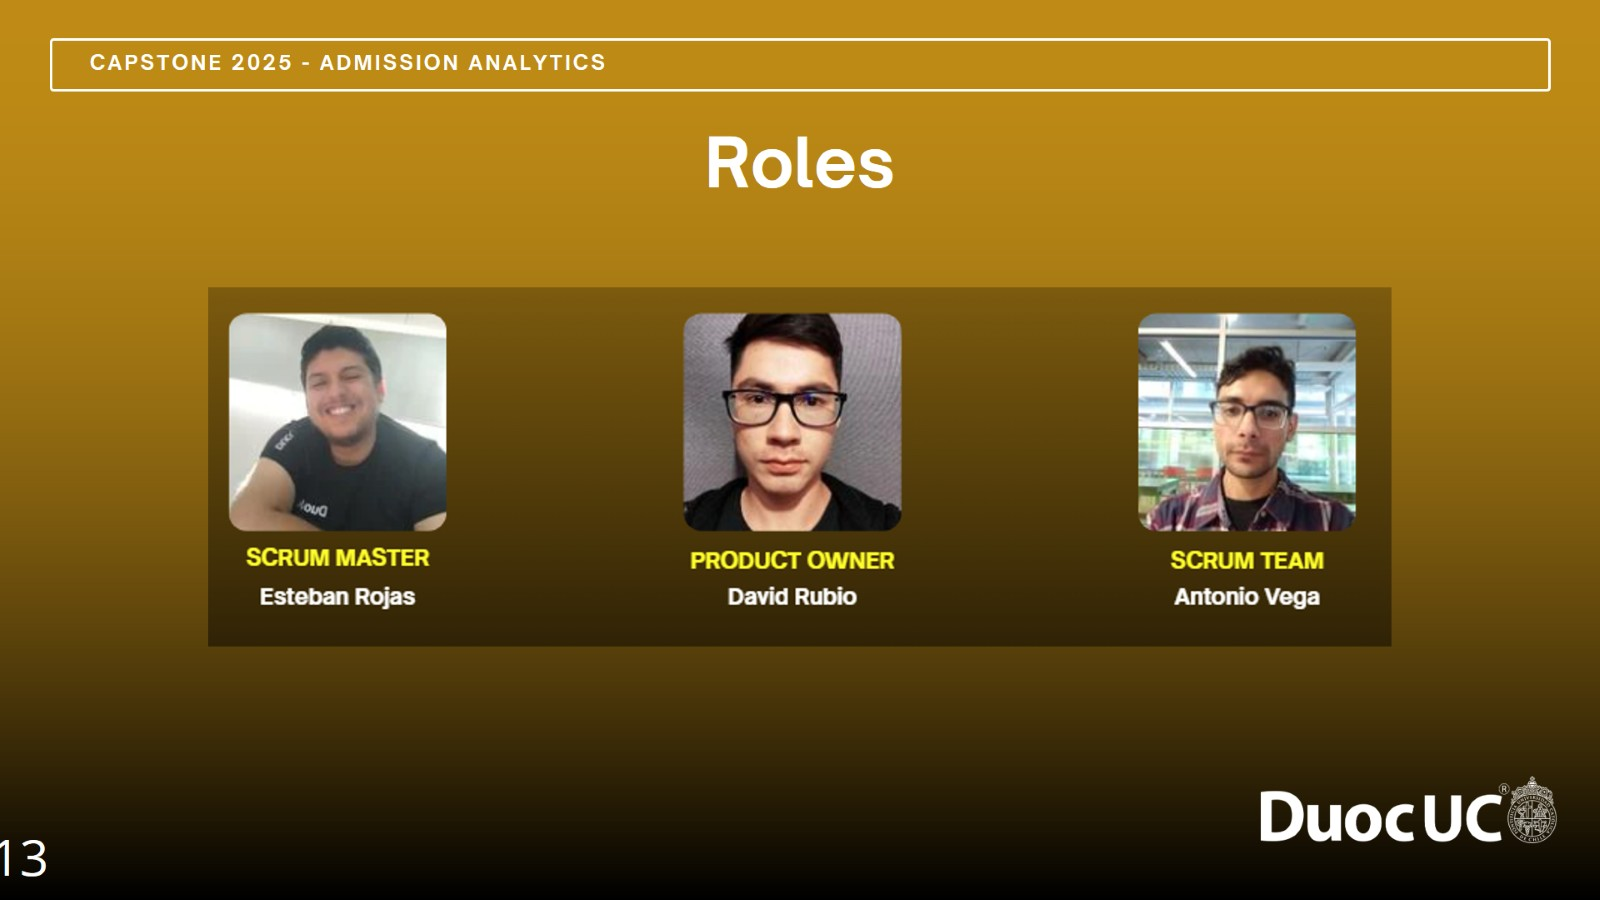 CAPSTONE 2025 - ADMISSION ANALYTICS
Roles
SCRUM MASTER
Esteban Rojas
PRODUCT OWNER
David Rubio
SCRUM TEAM
Antonio Vega
DuocUC®
13